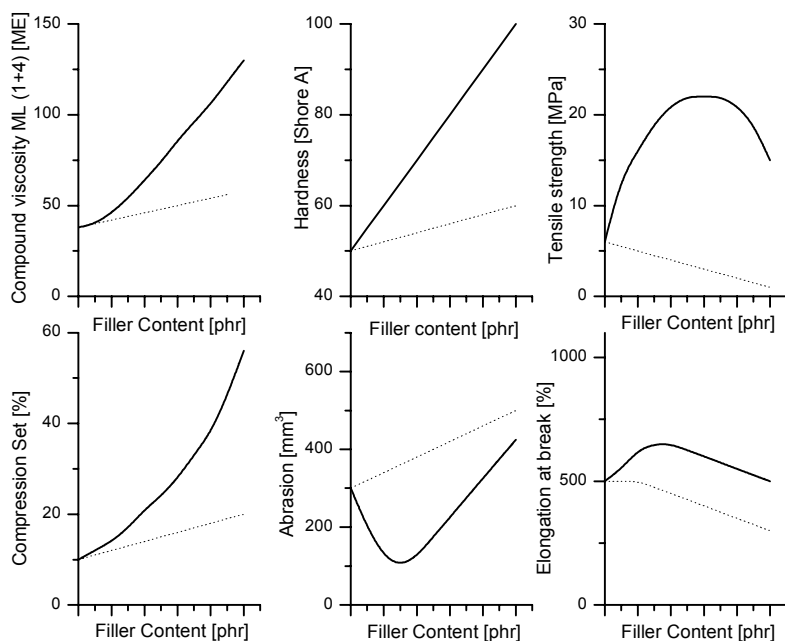 Compound viscosity ML (1+4) [ME]
150
100
50
0
Filler Content [phr]
Hardness [Shore A]
100
80
60
40
Filler content [phr]
Tensile strength [MPa]
30
20
10
0
Filler Content [phr]
Compression Set [%]
60
40
20
0
Filler Content [phr]
Abrasion [mm³]
600
400
200
0
Filler Content [phr]
Elongation at break [%]
1000
500
0
Filler Content [phr]